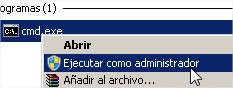 ogramas (1)
cmd.exe
Abrir
Ejecutar como administrador
Añadir al archivo...